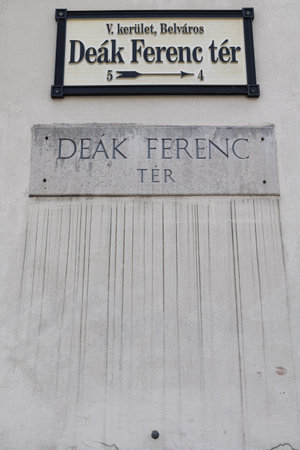 V. kerület, Belváros
Deák Ferenc tér
5 4
DEÁK FERENC
TÉR